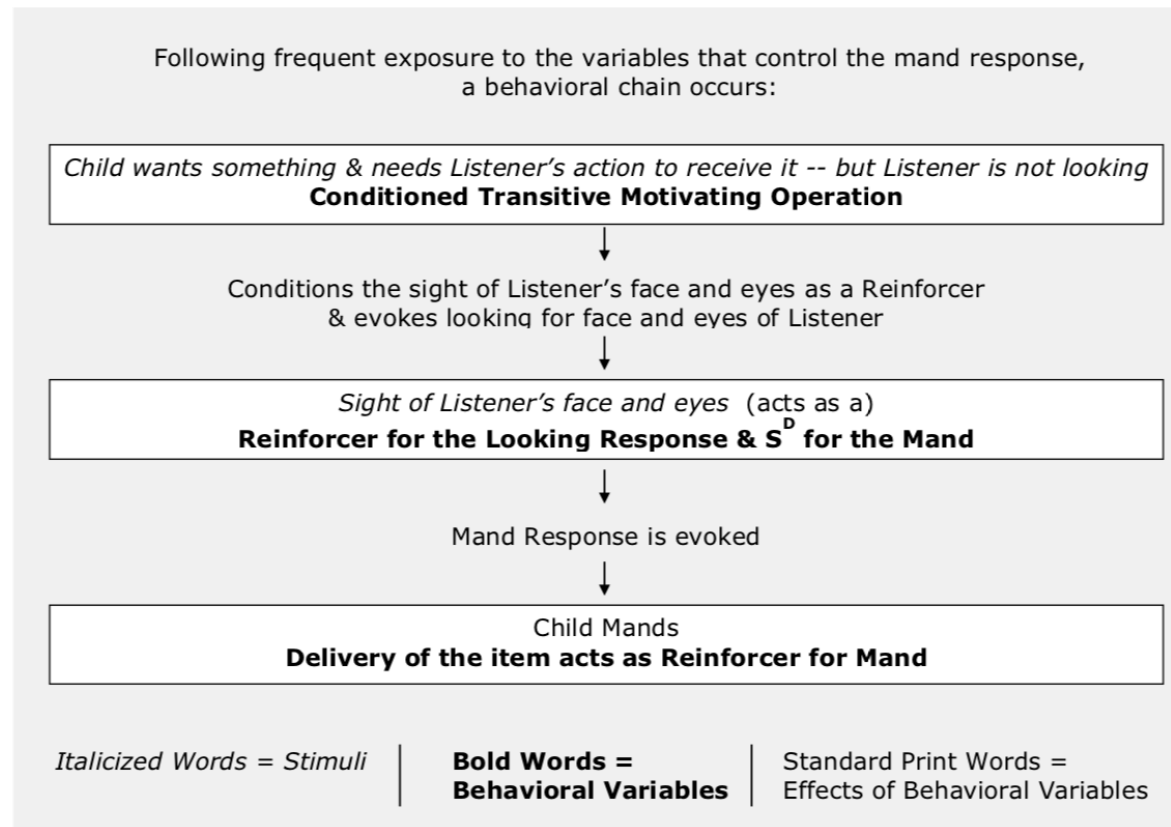 Following frequent exposure to the variables that control the mand response,
a behavioral chain occurs:
Child wants something & needs Listener's action to receive it -- but Listener is not looking
Conditioned Transitive Motivating Operation
Conditions the sight of Listener's face and eyes as a Reinforcer
& evokes looking for face and eyes of Listener
Sight of Listener's face and eyes (acts as a)
Reinforcer for the Looking Response & S^D for the Mand
Mand Response is evoked
Child Mands
Delivery of the item acts as Reinforcer for Mand
Italicized Words = Stimuli
Bold Words =
Behavioral Variables
Standard Print Words =
Effects of Behavioral Variables